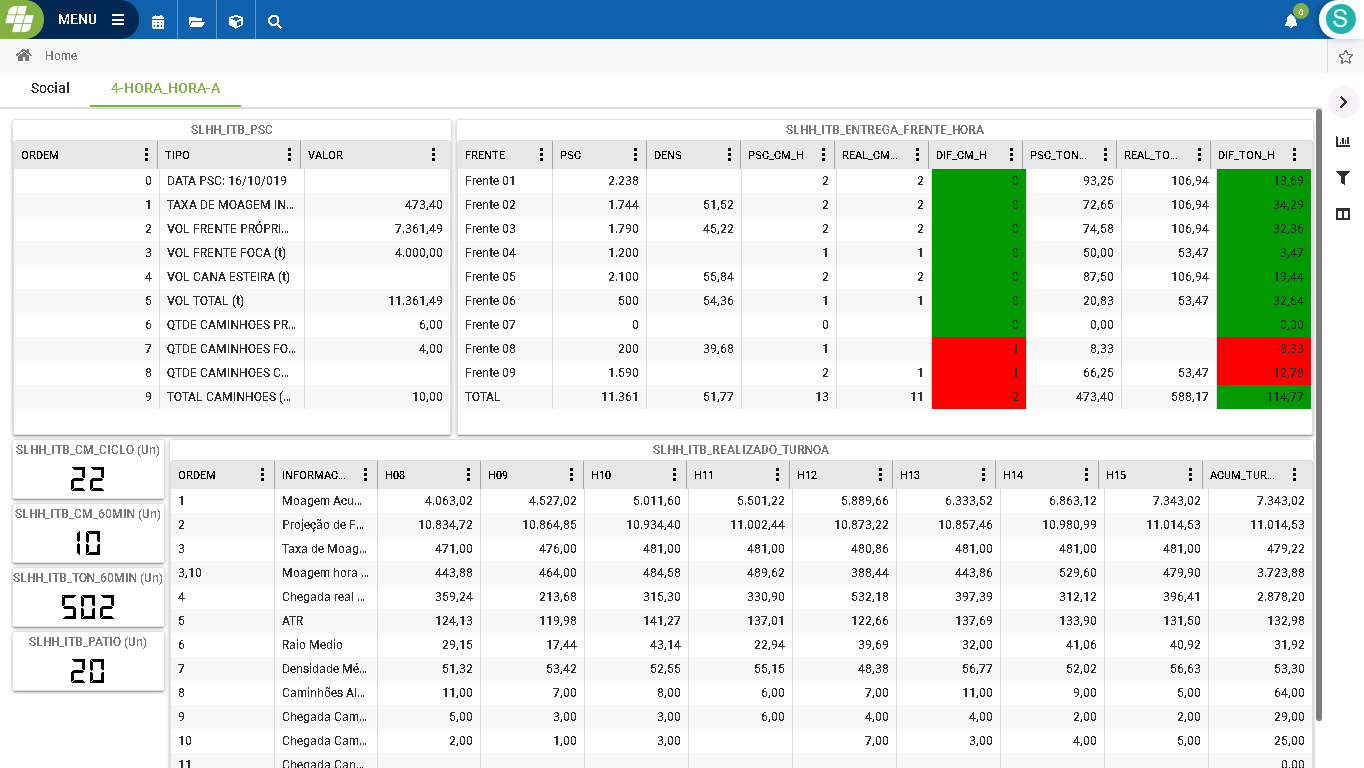 MENU
0
S
Home
Social 4-HORA_HORA-A
SLHH_ITB_PSC
ORDEM TIPO VALOR
0 DATA PSC: 16/10/019
1 TAXA DE MOAGEM IN... 473,40
2 VOL FRENTE PRÓPRI... 7.361,49
3 VOL FRENTE FOCA (t) 4.000,00
4 VOL CANA ESTEIRA (t)
5 VOL TOTAL (t) 11.361,49
6 QTDE CAMINHOES PR... 6,00
7 QTDE CAMINHOES FO... 4,00
8 QTDE CAMINHOES C...
9 TOTAL CAMINHOES (... 10,00
SLHH_ITB_ENTREGA_FRENTE_HORA
FRENTE PSC DENS PSC_CM_H REAL_CM... DIF_CM_H PSC_TON... REAL_TO... DIF_TON_H
Frente 01 2.238 2 2 0 93,25 106,94 13,69
Frente 02 1.744 51,52 2 2 0 72,65 106,94 34,29
Frente 03 1.790 45,22 2 2 0 74,58 106,94 32,36
Frente 04 1.200 1 1 0 50,00 53,47 3,47
Frente 05 2.100 55,84 2 2 0 87,50 106,94 19,44
Frente 06 500 54,36 1 1 0 20,83 53,47 32,64
Frente 07 0 0 0 0,00 0,00
Frente 08 200 39,68 1 -1 8,33 -8,33
Frente 09 1.590 2 1 -1 66,25 53,47 -12,78
TOTAL 11.361 51,77 13 11 -2 473,40 588,17 114,77
SLHH_ITB_CM_CICLO (Un)
22
SLHH_ITB_CM_60MIN (Un)
10
SLHH_ITB_TON_60MIN (Un)
502
SLHH_ITB_PATIO (Un)
20
SLHH_ITB_REALIZADO_TURNOA
ORDEM INFORMAC... H08 H09 H10 H11 H12 H13 H14 H15 ACUM_TUR...
1 Moagem Acu... 4.063,02 4.527,02 5.011,60 5.501,22 5.889,66 6.333,52 6.863,12 7.343,02 7.343,02
2 Projeção de F... 10.834,72 10.864,85 10.934,40 11.002,44 10.873,22 10.857,46 10.980,99 11.014,53 11.014,53
3 Taxa de Moag... 471,00 476,00 481,00 481,00 480,86 481,00 481,00 481,00 479,22
3,10 Moagem hora ... 443,88 464,00 484,58 489,62 388,44 443,86 529,60 479,90 3.723,88
4 Chegada real ... 359,24 213,68 315,30 330,90 532,18 397,39 312,12 396,41 2.878,20
5 ATR 124,13 119,98 141,27 137,01 122,66 137,69 133,90 131,50 132,98
6 Raio Medio 29,15 17,44 43,14 22,94 39,69 32,00 41,06 40,92 31,92
7 Densidade Mé... 51,32 53,42 52,55 55,15 48,38 56,77 52,02 56,63 53,30
8 Caminhões Al... 11,00 7,00 8,00 6,00 7,00 11,00 9,00 5,00 64,00
9 Chegada Cam... 5,00 3,00 3,00 6,00 4,00 4,00 2,00 2,00 29,00
10 Chegada Cam... 2,00 1,00 3,00 7,00 3,00 4,00 5,00 25,00
11 Chegada Can... 0,00